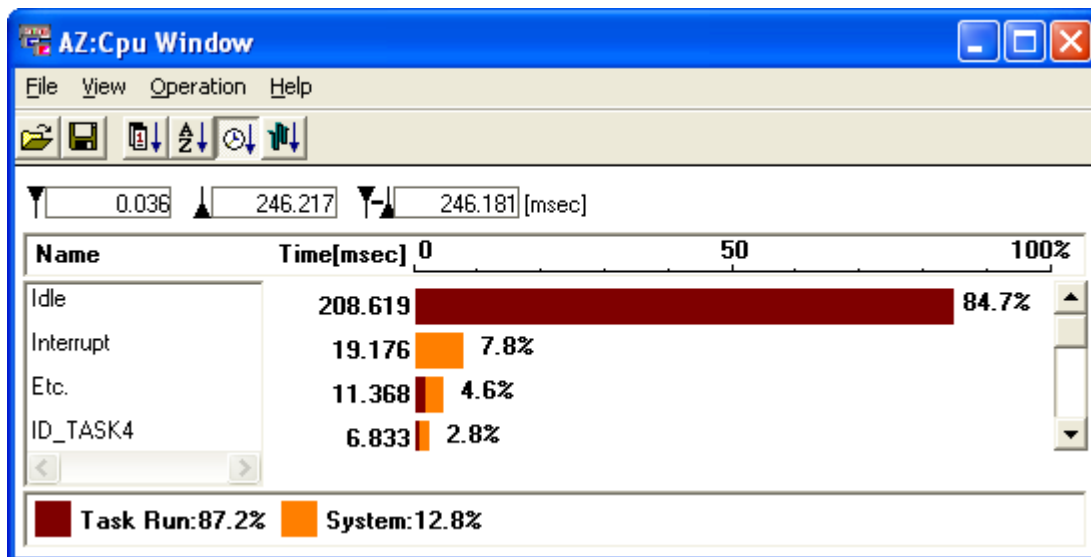 AZ:Cpu Window
File View Operation Help
0.036 246.217 246.181 [msec]
Name Time[msec] 0 50 100%
Idle 208.619 84.7%
Interrupt 19.176 7.8%
Etc. 11.368 4.6%
ID_TASK4 6.833 2.8%
Task Run:87.2% System:12.8%